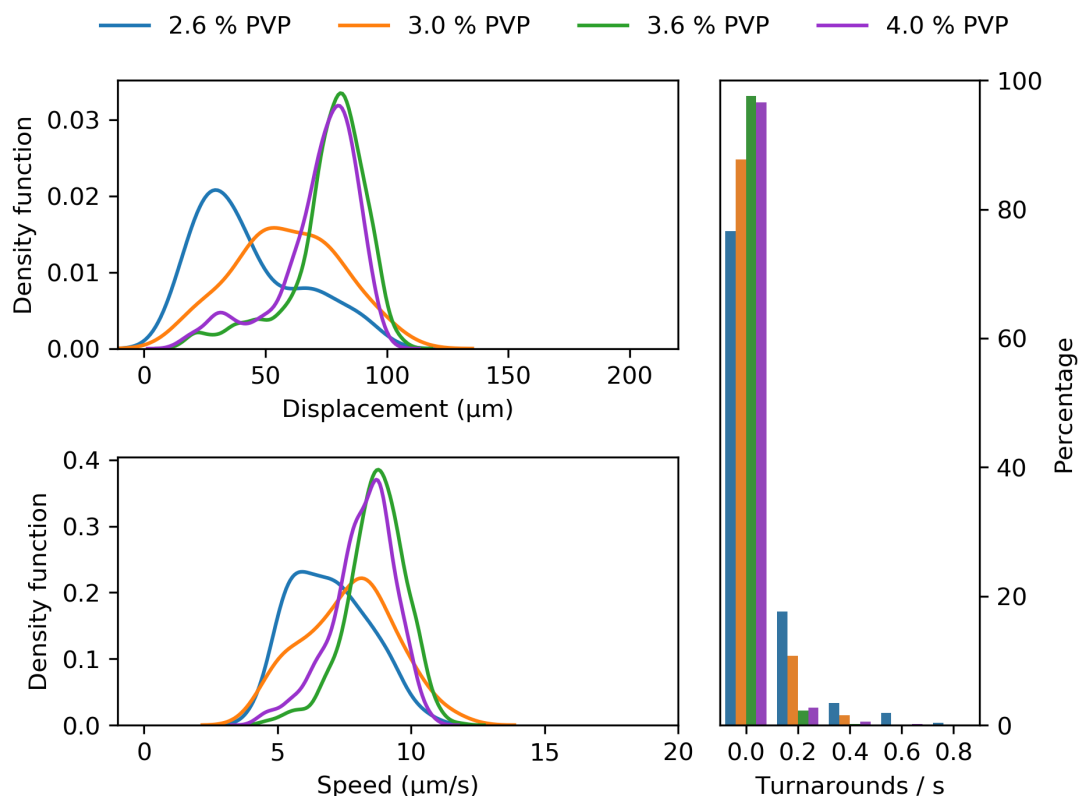 2.6 % PVP 3.0 % PVP 3.6 % PVP 4.0 % PVP
Density function
0.03
0.02
0.01
0.00
0 50 100 150 200
Displacement (µm)
Density function
0.4
0.3
0.2
0.1
0.0
0 5 10 15 20
Speed (µm/s)
100
80
60
40
20
0
Percentage
0.0 0.2 0.4 0.6 0.8
Turnarounds / s